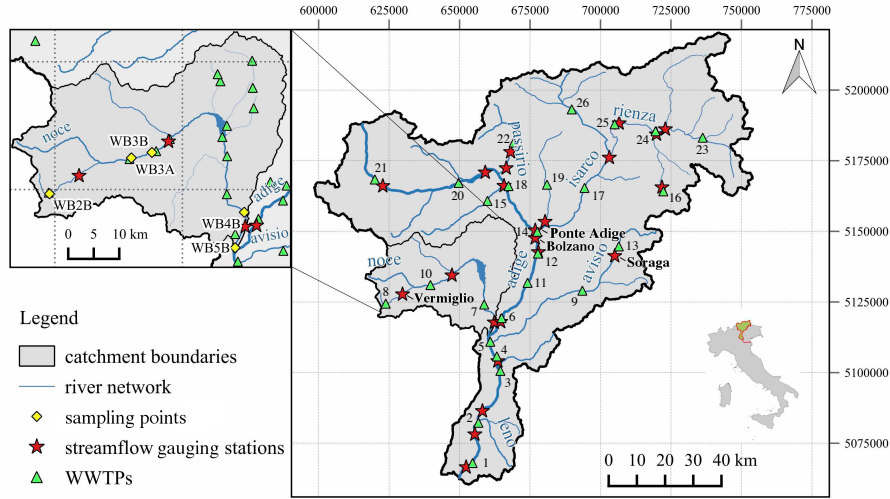 600000 625000 650000 675000 700000 725000 750000 775000
noce
WB3B
WB3A
WB2B
WB4B
WB5B
adige
avisio
0 5 10 km
N
5200000
5175000
5150000
5125000
5100000
5075000
26
rienza
25
24
23
22
passirio
21
20
19
18
17
16
15
isarco
14
Ponte Adige
Bolzano
13
12
Soraga
avisio
adige
noce
11
10
9
8
Vermiglio
7
6
5
4
3
2
leno
1
0 10 20 30 40 km
Legend
catchment boundaries
river network
sampling points
streamflow gauging stations
WWTPs